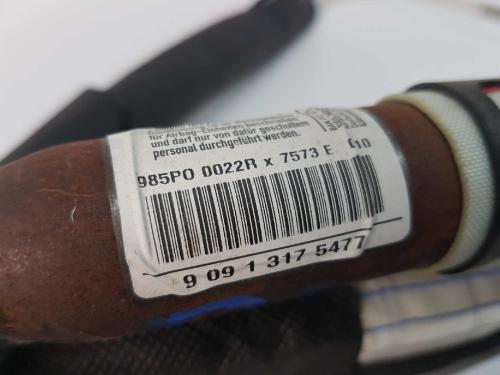 für Airbag-Einheiten
und darf nur von dafür geschultem
personal durchgeführt werden.
985PO 0022R x 7573 E
9 09 1 317 5477